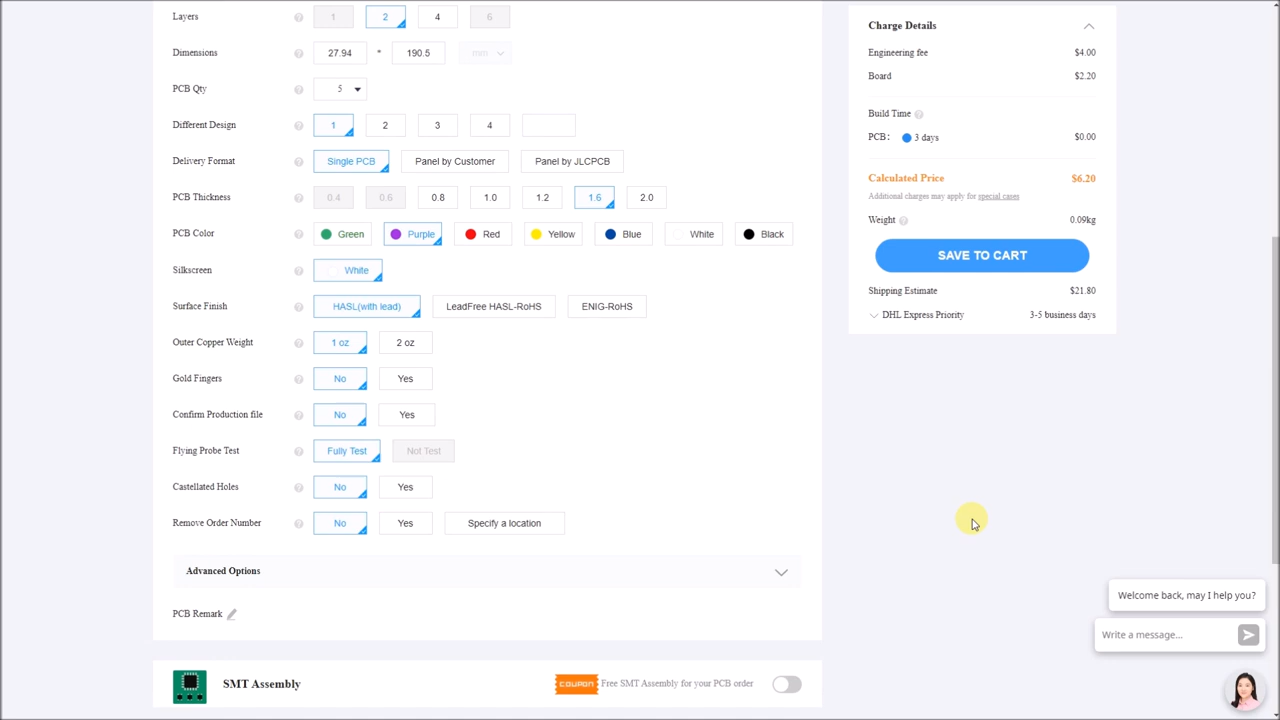 Layers 1 2 4 6
Dimensions ? 27.94 * 190.5 mm
PCB Qty ? 5
Different Design ? 1 2 3 4
Delivery Format ? Single PCB Panel by Customer Panel by JLCPCB
PCB Thickness ? 0.4 0.6 0.8 1.0 1.2 1.6 2.0
PCB Color ? Green Purple Red Yellow Blue White Black
Silkscreen ? White
Surface Finish ? HASL(with lead) LeadFree HASL-RoHS ENIG-RoHS
Outer Copper Weight ? 1 oz 2 oz
Gold Fingers ? No Yes
Confirm Production file ? No Yes
Flying Probe Test ? Fully Test Not Test
Castellated Holes ? No Yes
Remove Order Number ? No Yes Specify a location
Advanced Options
PCB Remark
SMT Assembly COUPON Free SMT Assembly for your PCB order
Charge Details
Engineering fee $4.00
Board $2.20
Build Time ?
PCB: 3 days $0.00
Calculated Price $6.20
Additional charges may apply for special cases
Weight ? 0.09kg
SAVE TO CART
Shipping Estimate $21.80
DHL Express Priority 3-5 business days
Welcome back, may I help you?
Write a message...